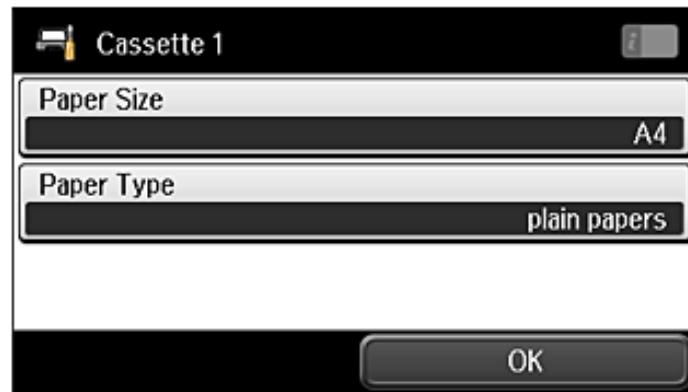 Cassette 1
Paper Size
A4
Paper Type
plain papers
OK